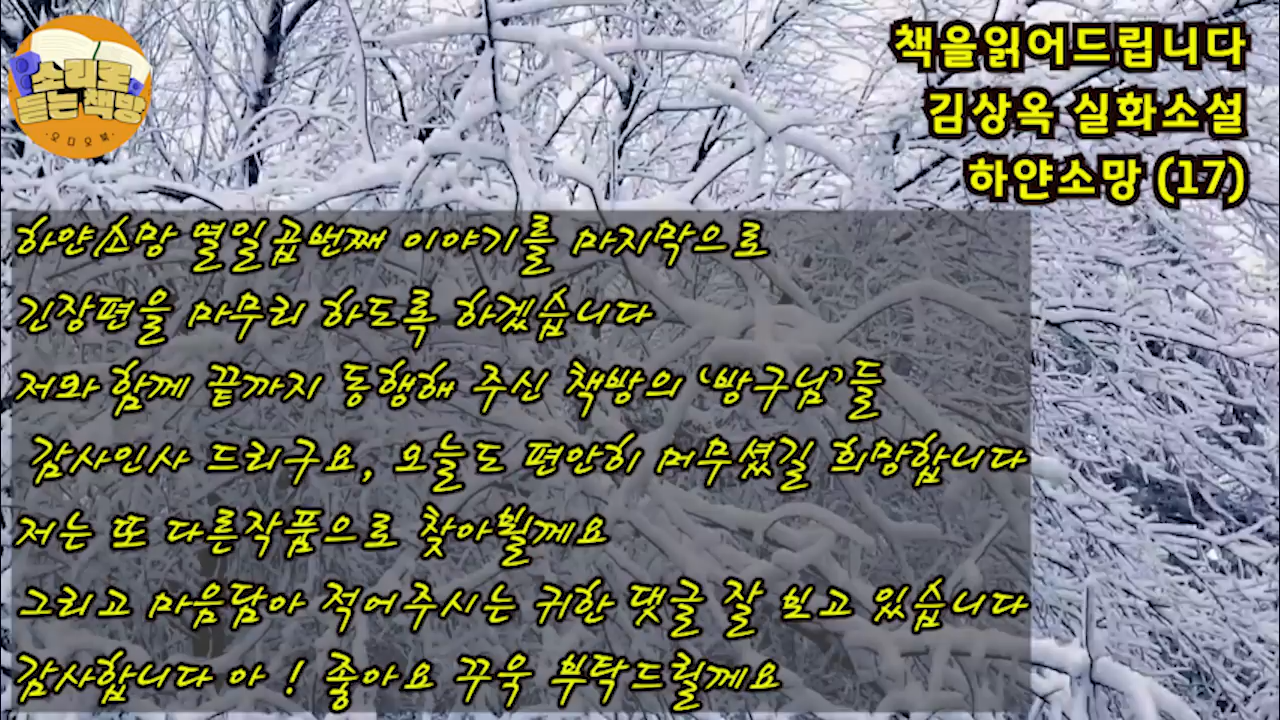 소리로
듣는책방
·오디오북·
책을읽어드립니다
김상옥 실화소설
하얀소망 (17)
하얀소망 열일곱번째 이야기를 마지막으로
긴장편을 마무리 하도록 하겠습니다
저와 함께 끝까지 동행해 주신 책방의 '방구님'들
감사인사 드리구요, 오늘도 편안히 머무셨길 희망합니다
저는 또 다른작품으로 찾아뵐께요
그리고 마음담아 적어주시는 귀한 댓글 잘 보고 있습니다
감사합니다 아 ! 좋아요 꾸욱 부탁드릴께요